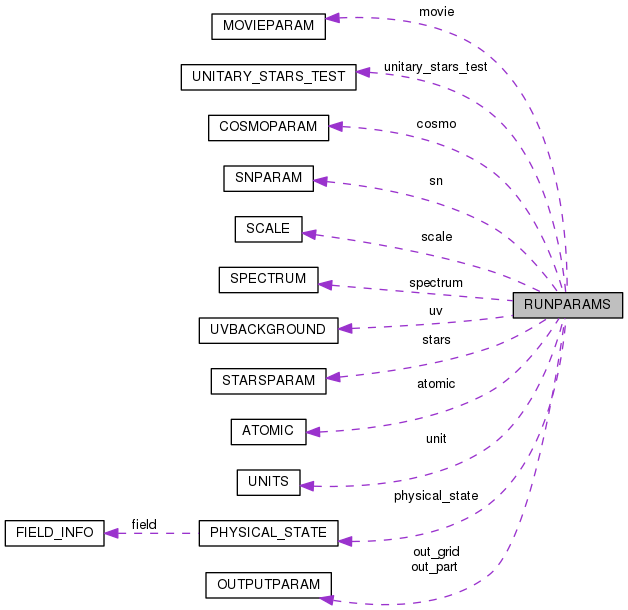 movie
MOVIEPARAM
unitary_stars_test
UNITARY_STARS_TEST
cosmo
COSMOPARAM
sn
SNPARAM
scale
SCALE
spectrum
SPECTRUM
RUNPARAMS
uv
UVBACKGROUND
stars
STARSPARAM
atomic
ATOMIC
unit
UNITS
physical_state
field
FIELD_INFO
PHYSICAL_STATE
out_grid
out_part
OUTPUTPARAM